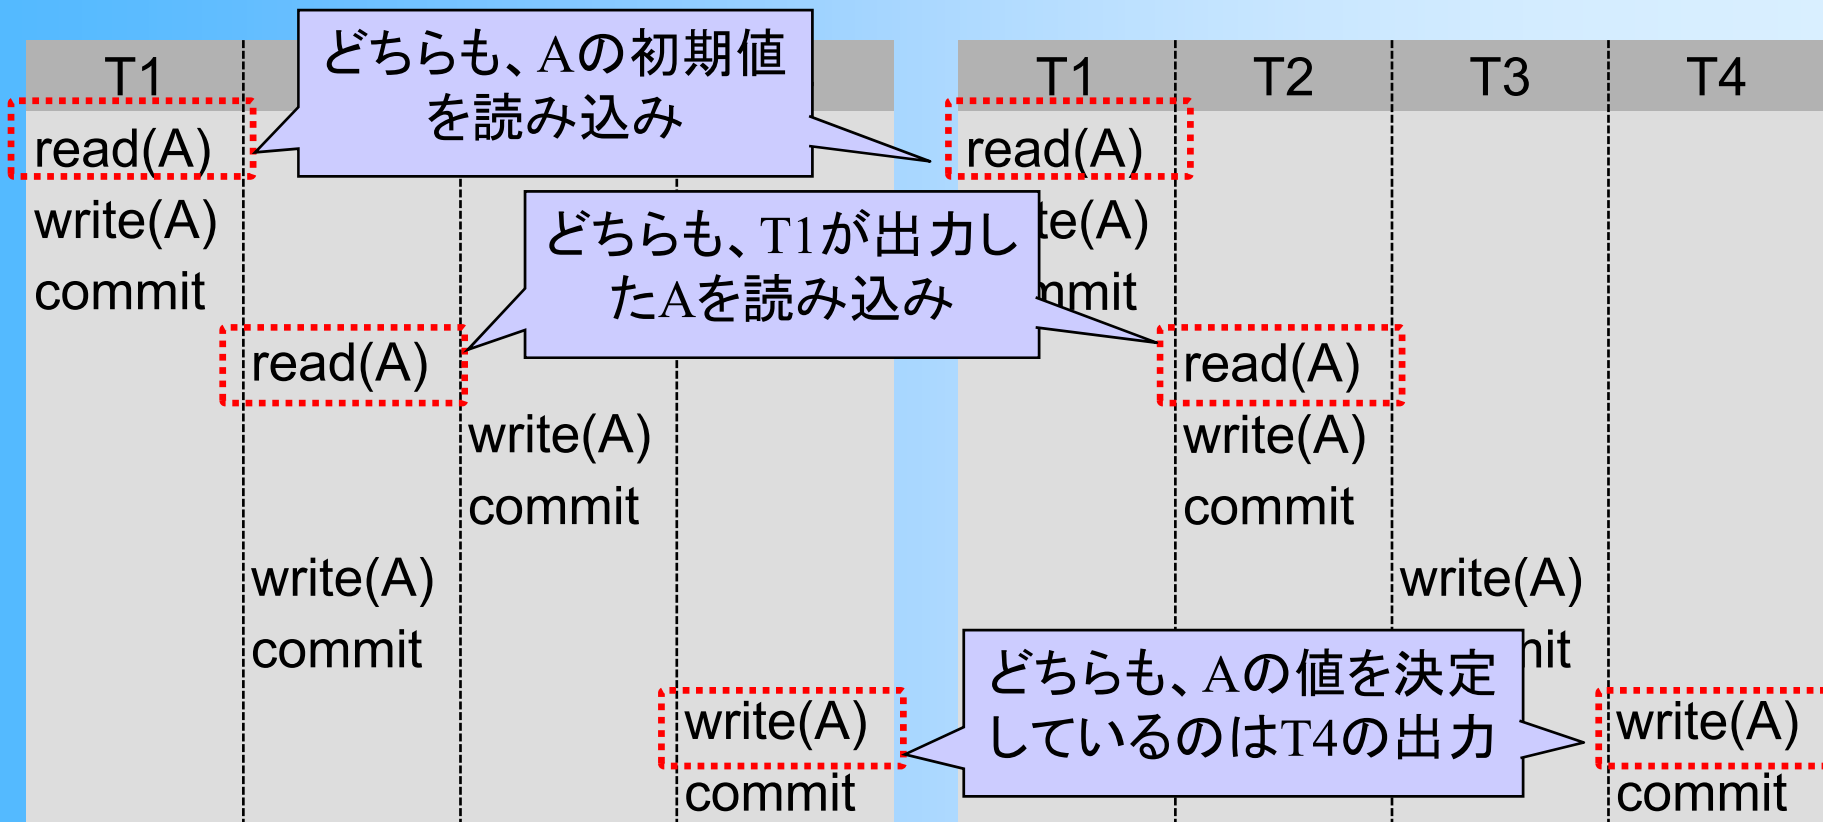 T1
どちらも、Aの初期値
を読み込み
T1 T2 T3 T4
read(A)
read(A)
write(A)
te(A)
どちらも、T1が出力し
たAを読み込み
commit
mmit
read(A)
read(A)
write(A)
write(A)
commit
commit
write(A)
write(A)
commit
nit
どちらも、Aの値を決定
しているのはT4の出力
write(A)
write(A)
commit
commit